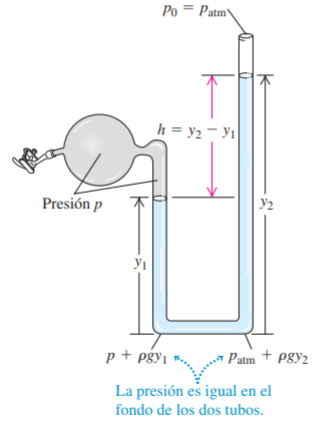 p₀ = pₐₜₘ
h = y₂ − y₁
Presión p
y₂
y₁
p + ρgy₁
pₐₜₘ + ρgy₂
La presión es igual en el
fondo de los dos tubos.